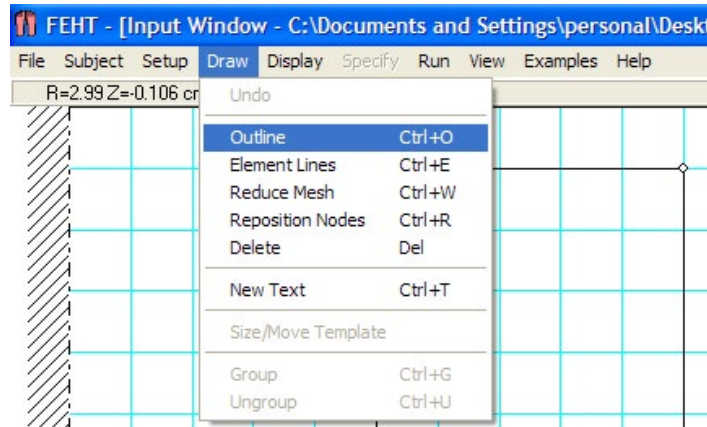 FEHT - [Input Window - C:\Documents and Settings\personal\Deskt
File Subject Setup Draw Display Specify Run View Examples Help
R=2.99 Z=-0.106 cr
Undo
Outline Ctrl+O
Element Lines Ctrl+E
Reduce Mesh Ctrl+W
Reposition Nodes Ctrl+R
Delete Del
New Text Ctrl+T
Size/Move Template
Group Ctrl+G
Ungroup Ctrl+U